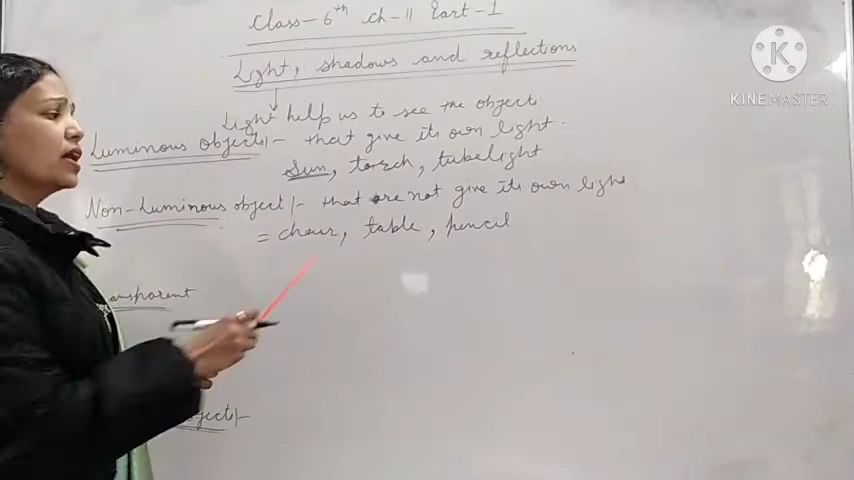 Class-6th ch-11 Part-1
Light, shadows and reflections
Light help us to see the object
Luminous objects:- that give its own light.
Sun, torch, tubelight
Non-Luminous object:- that are not give its own light
= chair, table, pencil
ansparent
jects:-
K
KINEMASTER